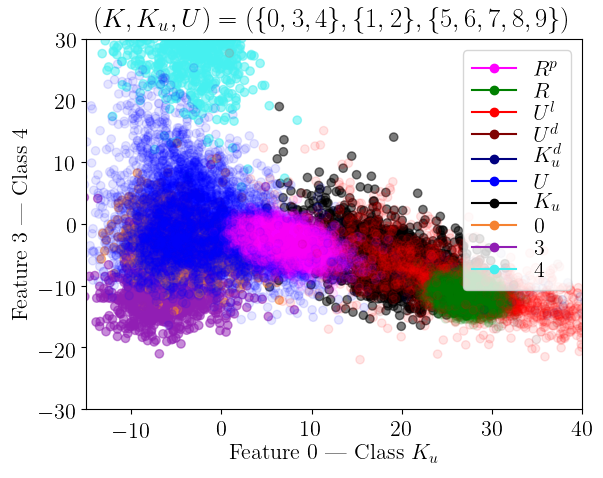 (K, K_u, U) = ({0, 3, 4}, {1, 2}, {5, 6, 7, 8, 9})
R^p
R
U^l
U^d
K_u^d
U
K_u
0
3
4
30
20
10
0
−10
−20
−30
Feature 3 — Class 4
−10 0 10 20 30 40
Feature 0 — Class K_u